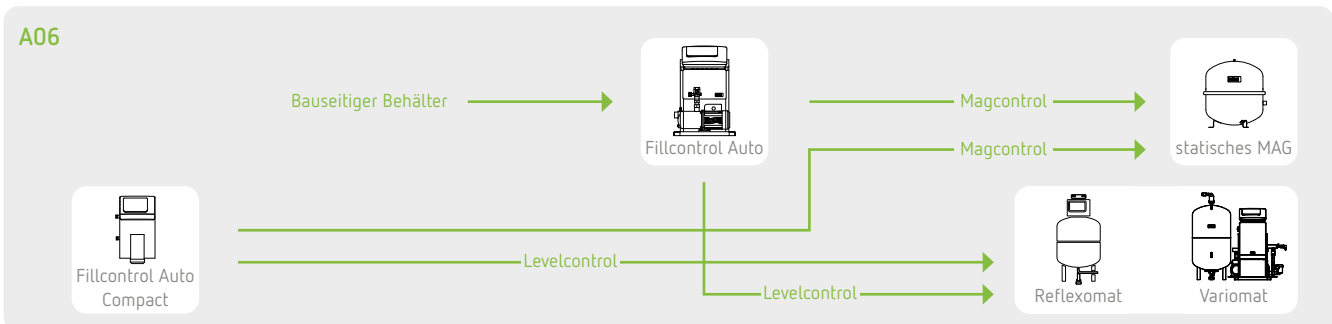 A06
Bauseitiger Behälter
Fillcontrol Auto
Magcontrol
Magcontrol
statisches MAG
Fillcontrol Auto
Compact
Levelcontrol
Levelcontrol
Reflexomat
Variomat